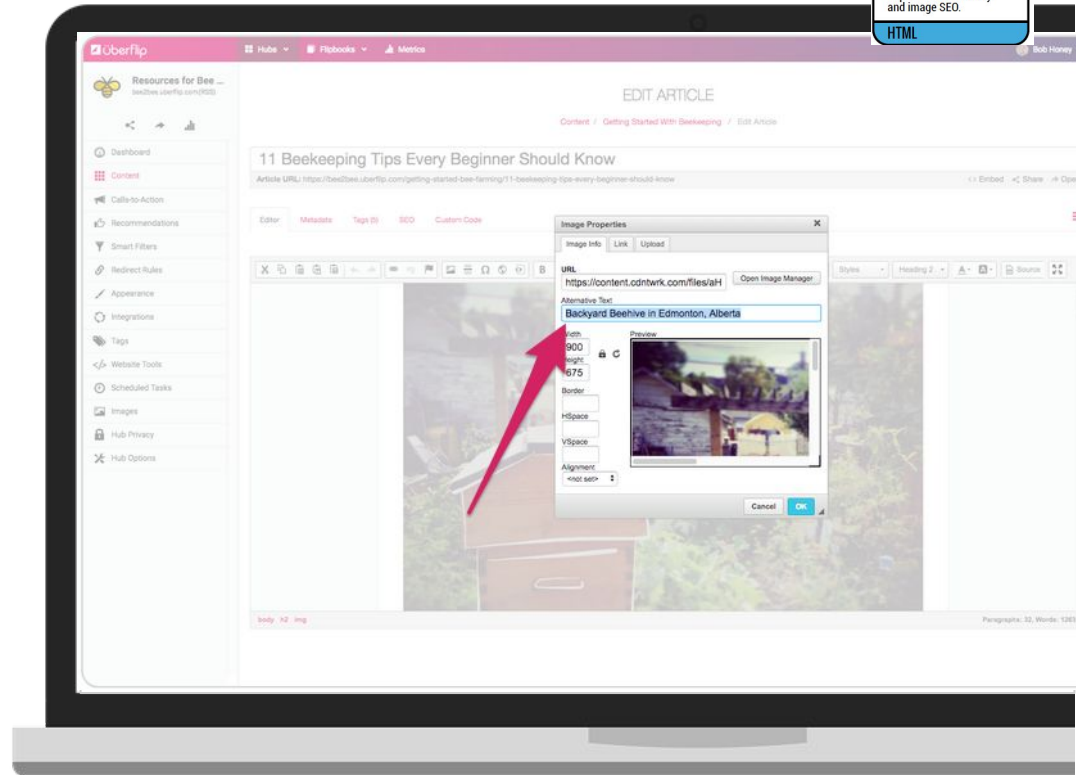 and image SEO.
HTML
überflip
Hubs
Flipbooks
Metrics
Bob Honey
Resources for Bee ...
bee2bee.uberflip.com(RSS)
EDIT ARTICLE
Content / Getting Started With Beekeeping / Edit Article
Dashboard
Content
Calls-to-Action
Recommendations
Smart Filters
Redirect Rules
Appearance
Integrations
Tags
</> Website Tools
Scheduled Tasks
Images
Hub Privacy
Hub Options
11 Beekeeping Tips Every Beginner Should Know
Article URL: https://bee2bee.uberflip.com/getting-started-bee-farming/11-beekeeping-tips-every-beginner-should-know
<> Embed
Share
Ope
Editor
Metadata
Tags (5)
SEO
Custom Code
B
Styles
Heading 2
A
Source
Image Properties
Image Info
Link
Upload
URL
https://content.cdntwrk.com/files/aH
Open Image Manager
Alternative Text
Backyard Beehive in Edmonton, Alberta
Width
900
Height
675
Preview
Border
HSpace
VSpace
Alignment
<not set>
Cancel
OK
body h2 img
Paragraphs: 32, Words: 1263